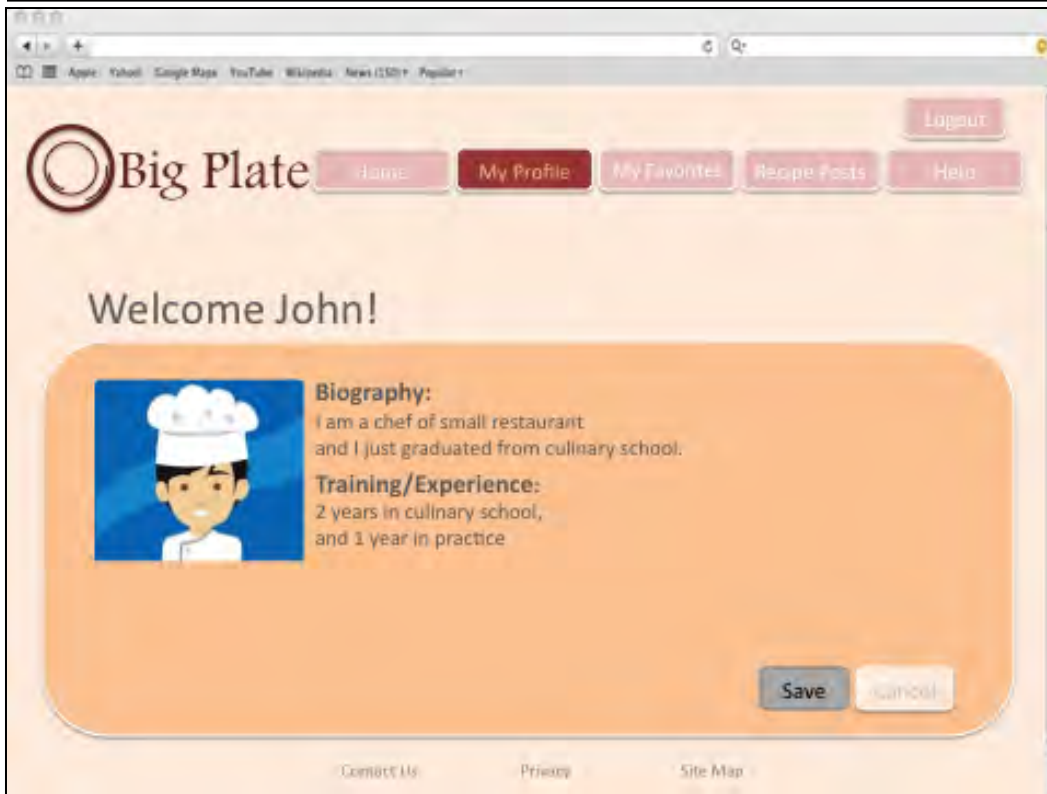 Apple Yahoo! Google Maps YouTube Wikipedia News (150) Popular
Logout
Big Plate
Home My Profile My Favorites Recipe Posts Help
Welcome John!
Biography:
I am a chef of small restaurant
and I just graduated from culinary school.
Training/Experience:
2 years in culinary school,
and 1 year in practice
Save Cancel
Contact Us Privacy Site Map